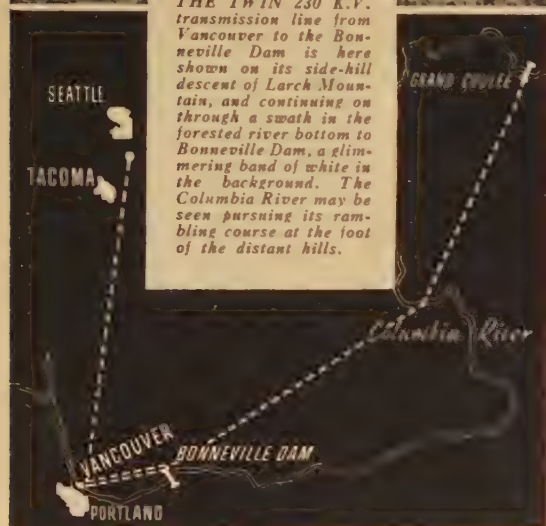 THE TWIN 230 K.V.
transmission line from
Vancouver to the Bon-
neville Dam is here
shown on its side-hill
descent of Larch Moun-
tain, and continuing on
through a swath in the
forested river bottom to
Bonneville Dam, a glim-
mering band of white in
the background. The
Columbia River may be
seen pursuing its ram-
bling course at the foot
of the distant hills.
SEATTLE
GRAND COULEE
TACOMA
Columbia River
VANCOUVER
BONNEVILLE DAM
PORTLAND